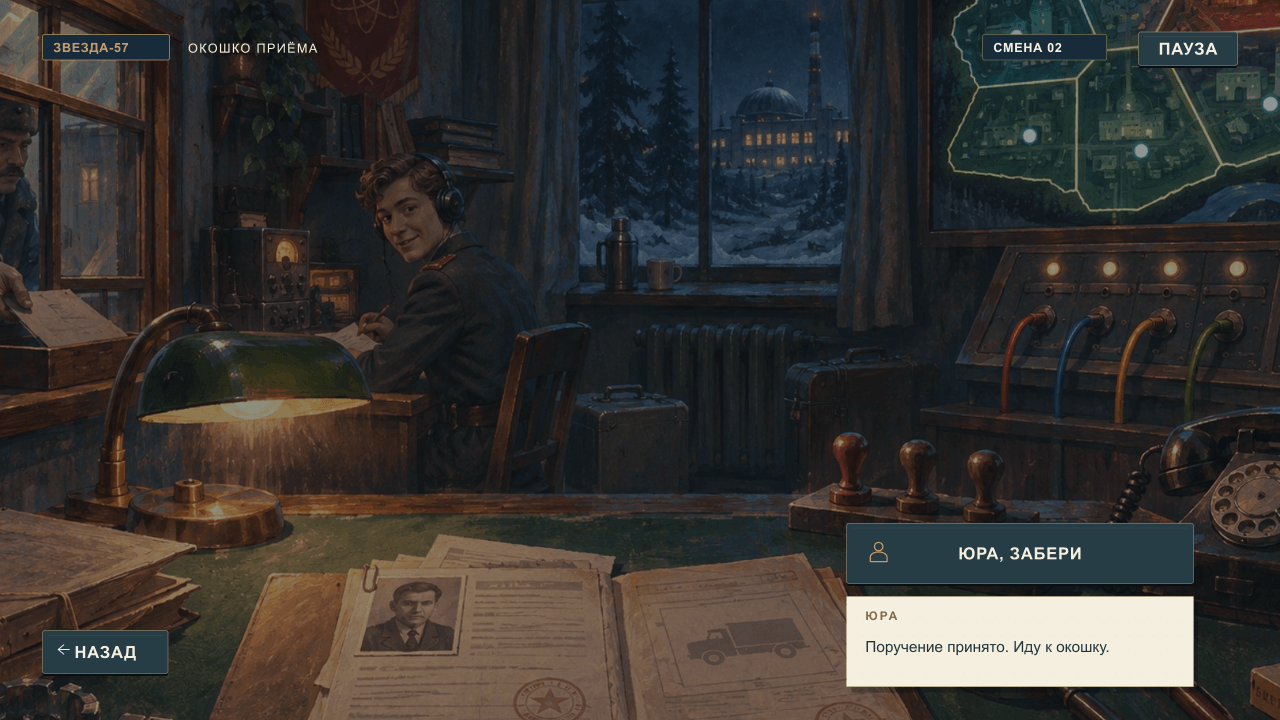 ЗВЕЗДА-57
ОКОШКО ПРИЁМА
СМЕНА 02
ПАУЗА
ЮРА, ЗАБЕРИ
ЮРА
Поручение принято. Иду к окошку.
← НАЗАД